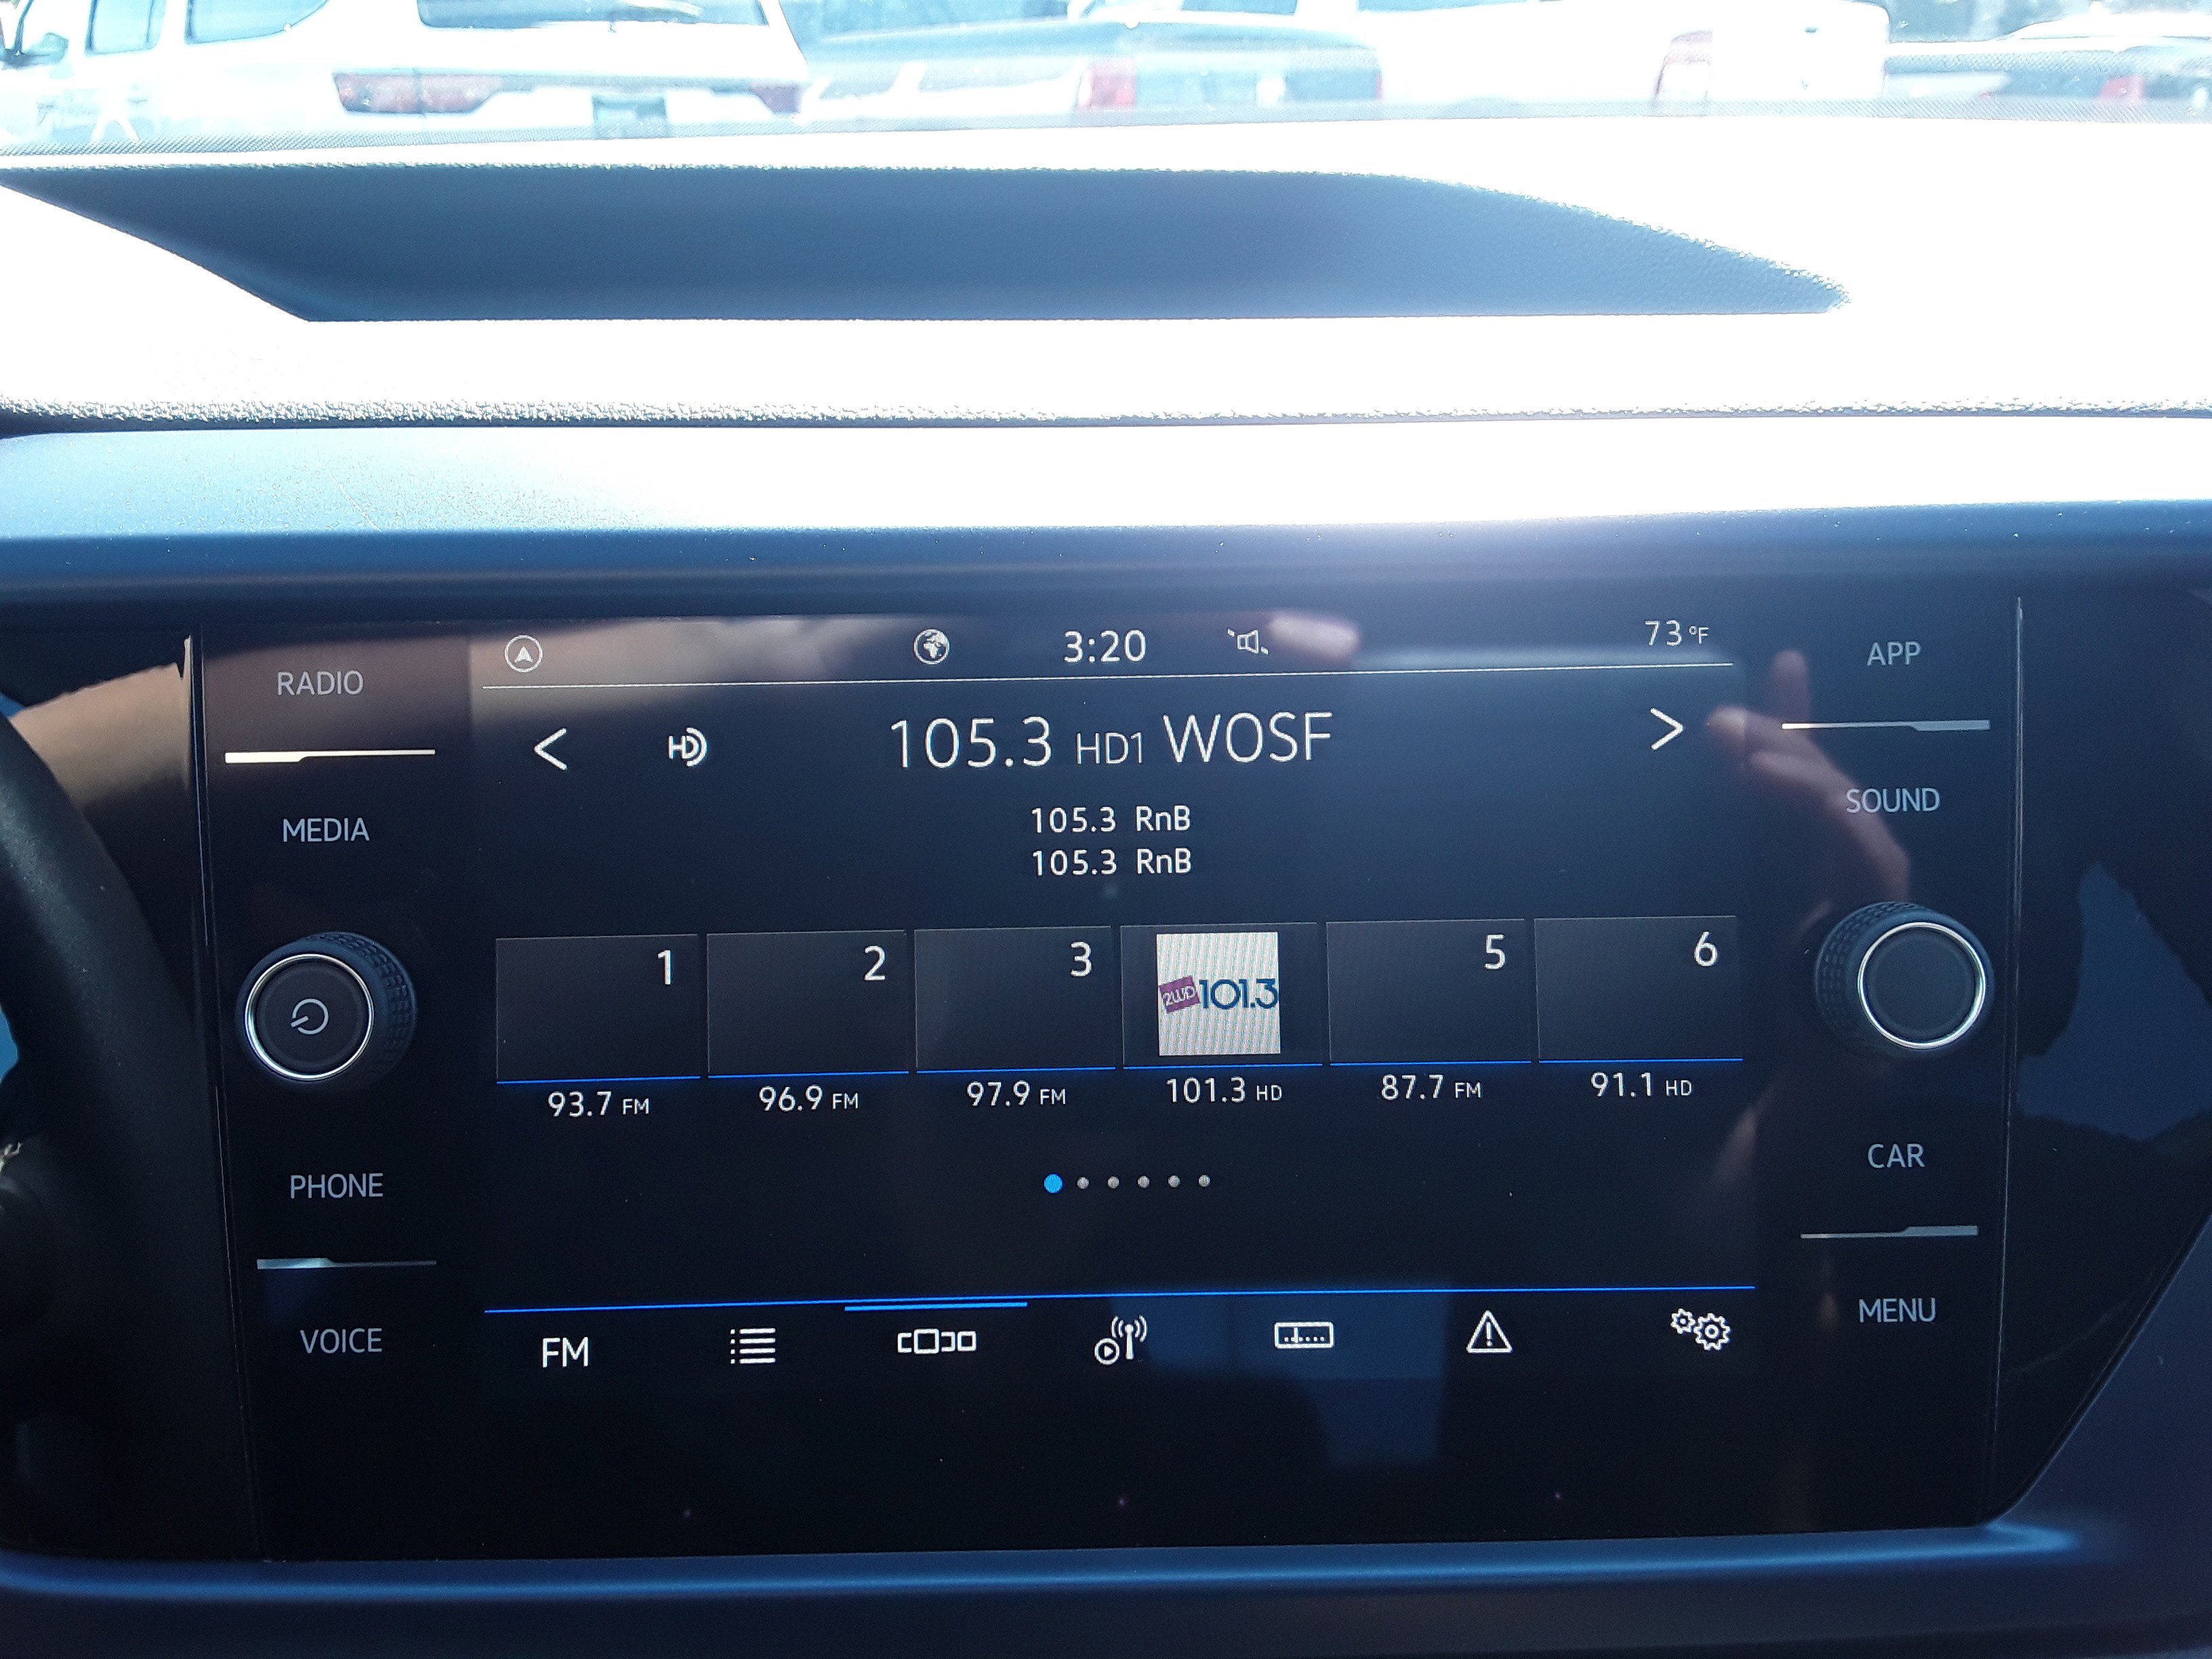 RADIO
MEDIA
PHONE
VOICE
3:20
73 °F
105.3 HD1 WOSF
105.3 RnB
105.3 RnB
1
2
3
2WD 101.3
5
6
93.7 FM
96.9 FM
97.9 FM
101.3 HD
87.7 FM
91.1 HD
FM
APP
SOUND
CAR
MENU